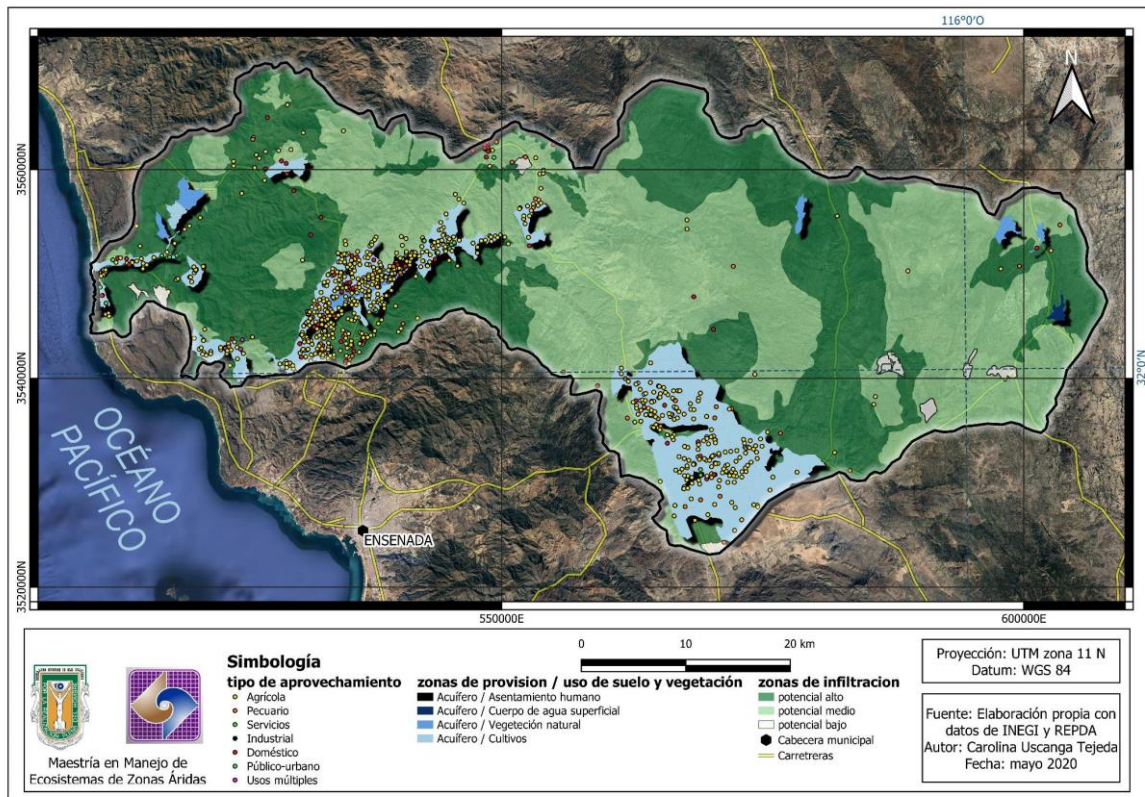 116°0'O
N
3560000N
3540000N
3520000N
32°0'N
OCÉANO
PACÍFICO
ENSENADA
550000E
600000E
0 10 20 km
Maestría en Manejo de
Ecosistemas de Zonas Áridas
Simbología
tipo de aprovechamiento
Agrícola
Pecuario
Servicios
Industrial
Doméstico
Público-urbano
Usos múltiples
zonas de provision / uso de suelo y vegetación
Acuífero / Asentamiento humano
Acuífero / Cuerpo de agua superficial
Acuífero / Vegeteción natural
Acuífero / Cultivos
zonas de infiltracion
potencial alto
potencial medio
potencial bajo
Cabecera municipal
Carretreras
Proyección: UTM zona 11 N
Datum: WGS 84
Fuente: Elaboración propia con
datos de INEGI y REPDA
Autor: Carolina Uscanga Tejeda
Fecha: mayo 2020